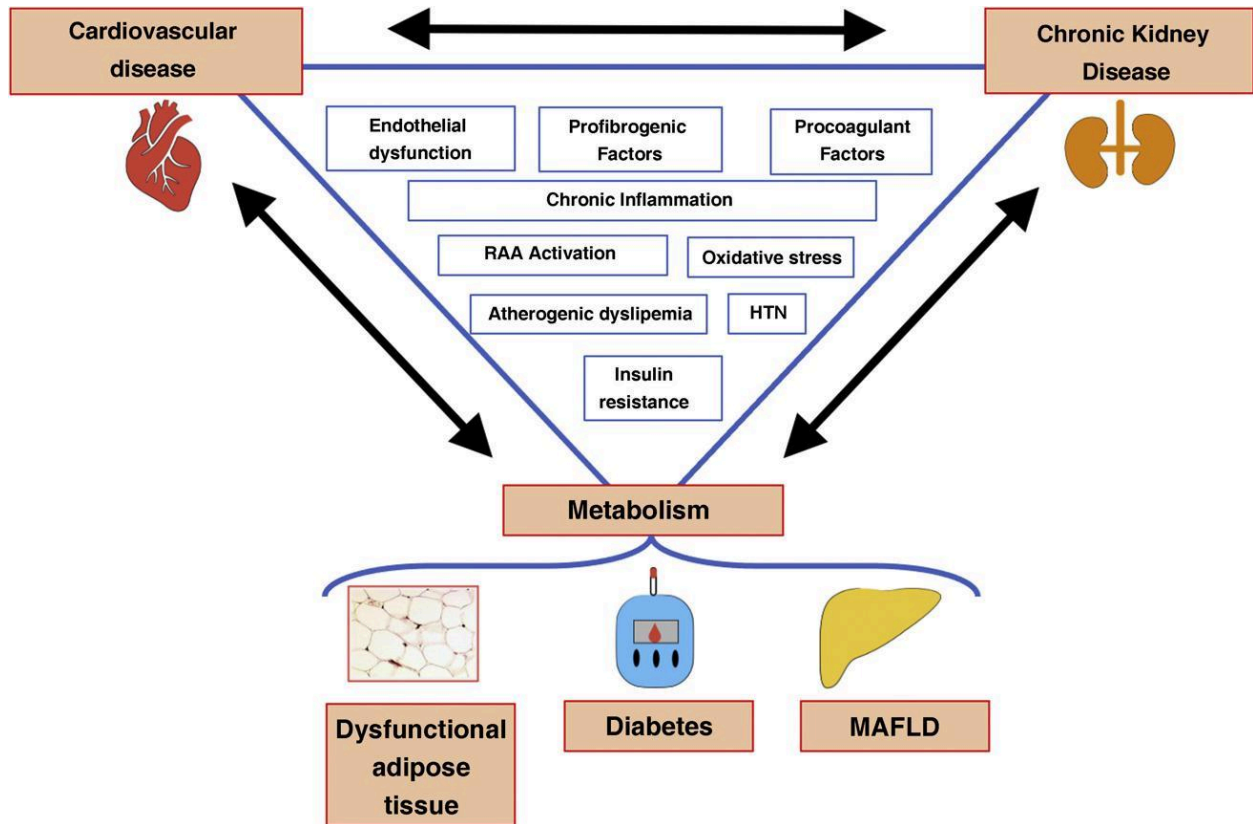 Cardiovascular
disease
Chronic Kidney
Disease
Endothelial
dysfunction
Profibrogenic
Factors
Procoagulant
Factors
Chronic Inflammation
RAA Activation
Oxidative stress
Atherogenic dyslipemia
HTN
Insulin
resistance
Metabolism
Dysfunctional
adipose
tissue
Diabetes
MAFLD